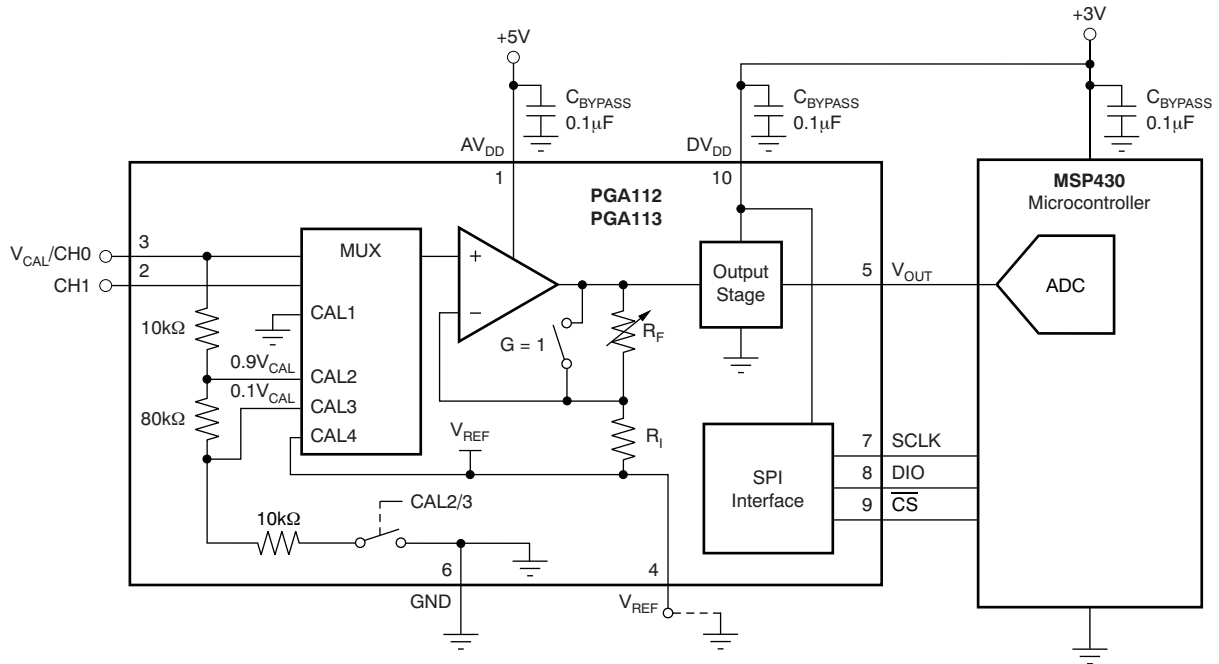 +3V
+5V
C_BYPASS
0.1µF
C_BYPASS
0.1µF
C_BYPASS
0.1µF
AV_DD
DV_DD
1
10
PGA112
PGA113
MSP430
Microcontroller
3
V_CAL/CH0
2
CH1
MUX
+
−
Output
Stage
5
V_OUT
ADC
CAL1
10kΩ
G = 1
R_F
0.9V_CAL
CAL2
0.1V_CAL
CAL3
80kΩ
CAL4
V_REF
R_I
7
SCLK
SPI
Interface
8
DIO
9
C̅S̅
CAL2/3
10kΩ
6
4
GND
V_REF